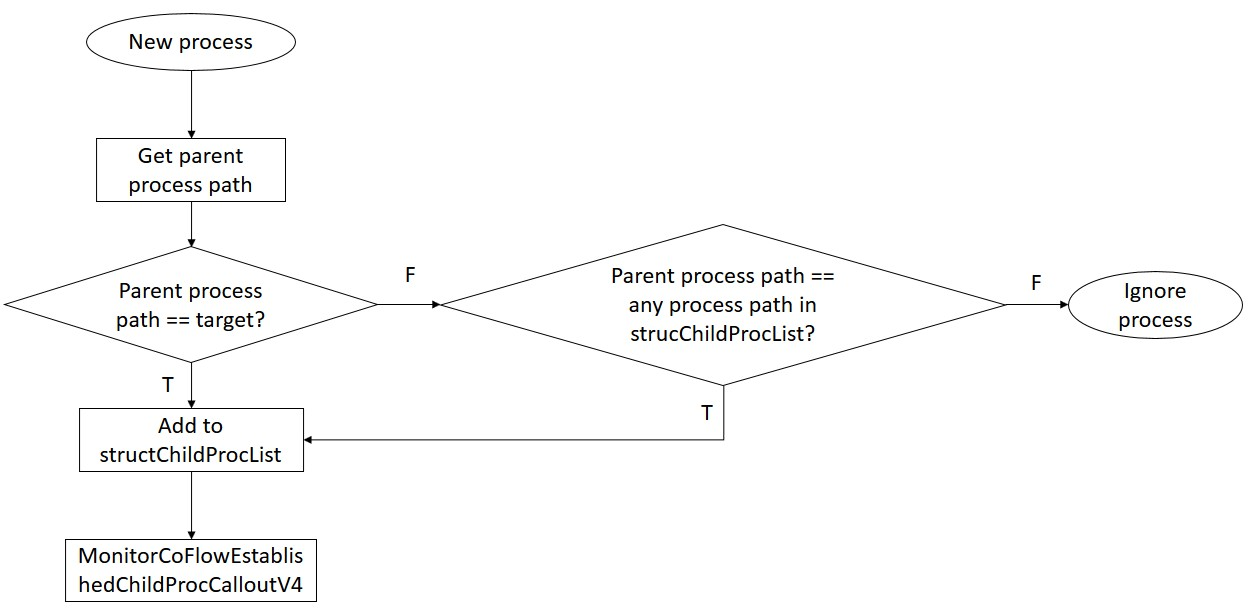 New process
Get parent
process path
Parent process
path == target?
F
Parent process path ==
any process path in
strucChildProcList?
F
Ignore
process
T
T
Add to
structChildProcList
MonitorCoFlowEstablis
hedChildProcCalloutV4